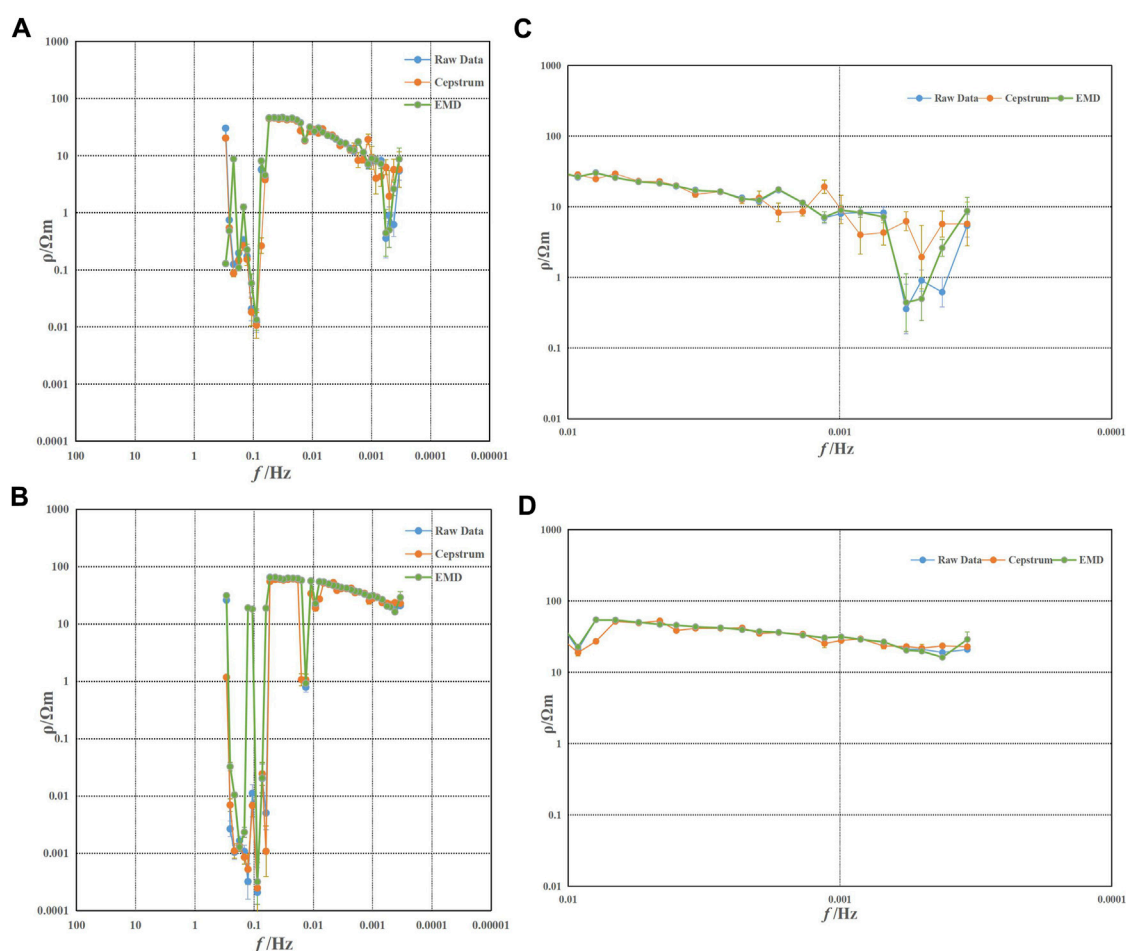 A
1000
100
10
1
0.1
0.01
0.001
0.0001
ρ/Ωm
100 10 1 0.1 0.01 0.001 0.0001 0.00001
f /Hz
Raw Data
Cepstrum
EMD
C
1000
100
10
1
0.1
0.01
ρ/Ωm
0.01 0.001 0.0001
f /Hz
Raw Data Cepstrum EMD
B
1000
100
10
1
0.1
0.01
0.001
0.0001
ρ/Ωm
100 10 1 0.1 0.01 0.001 0.0001 0.00001
f /Hz
Raw Data
Cepstrum
EMD
D
1000
100
10
1
0.1
0.01
ρ/Ωm
0.01 0.001 0.0001
f /Hz
Raw Data Cepstrum EMD